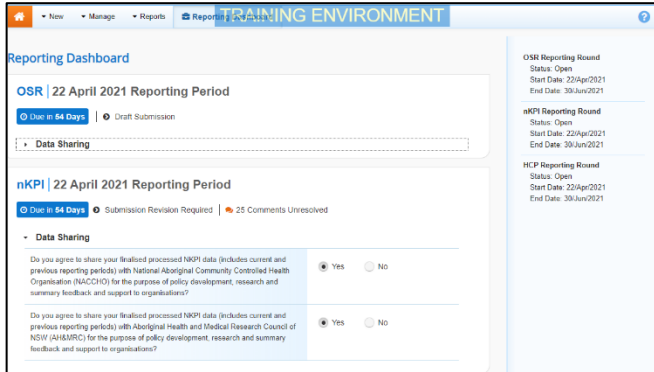 New
Manage
Reports
Reporting Dashboard
TRAINING ENVIRONMENT
?
Reporting Dashboard
OSR | 22 April 2021 Reporting Period
Due in 54 Days | Draft Submission
Data Sharing
nKPI | 22 April 2021 Reporting Period
Due in 54 Days Submission Revision Required | 25 Comments Unresolved
Data Sharing
Do you agree to share your finalised processed NKPI data (includes current and
previous reporting periods) with National Aboriginal Community Controlled Health
Organisation (NACCHO) for the purpose of policy development, research and
summary feedback and support to organisations?
Yes No
Do you agree to share your finalised processed NKPI data (includes current and
previous reporting periods) with Aboriginal Health and Medical Research Council of
NSW (AH&MRC) for the purpose of policy development, research and summary
feedback and support to organisations?
Yes No
OSR Reporting Round
Status: Open
Start Date: 22/Apr/2021
End Date: 30/Jun/2021
nKPI Reporting Round
Status: Open
Start Date: 22/Apr/2021
End Date: 30/Jun/2021
HCP Reporting Round
Status: Open
Start Date: 22/Apr/2021
End Date: 30/Jun/2021